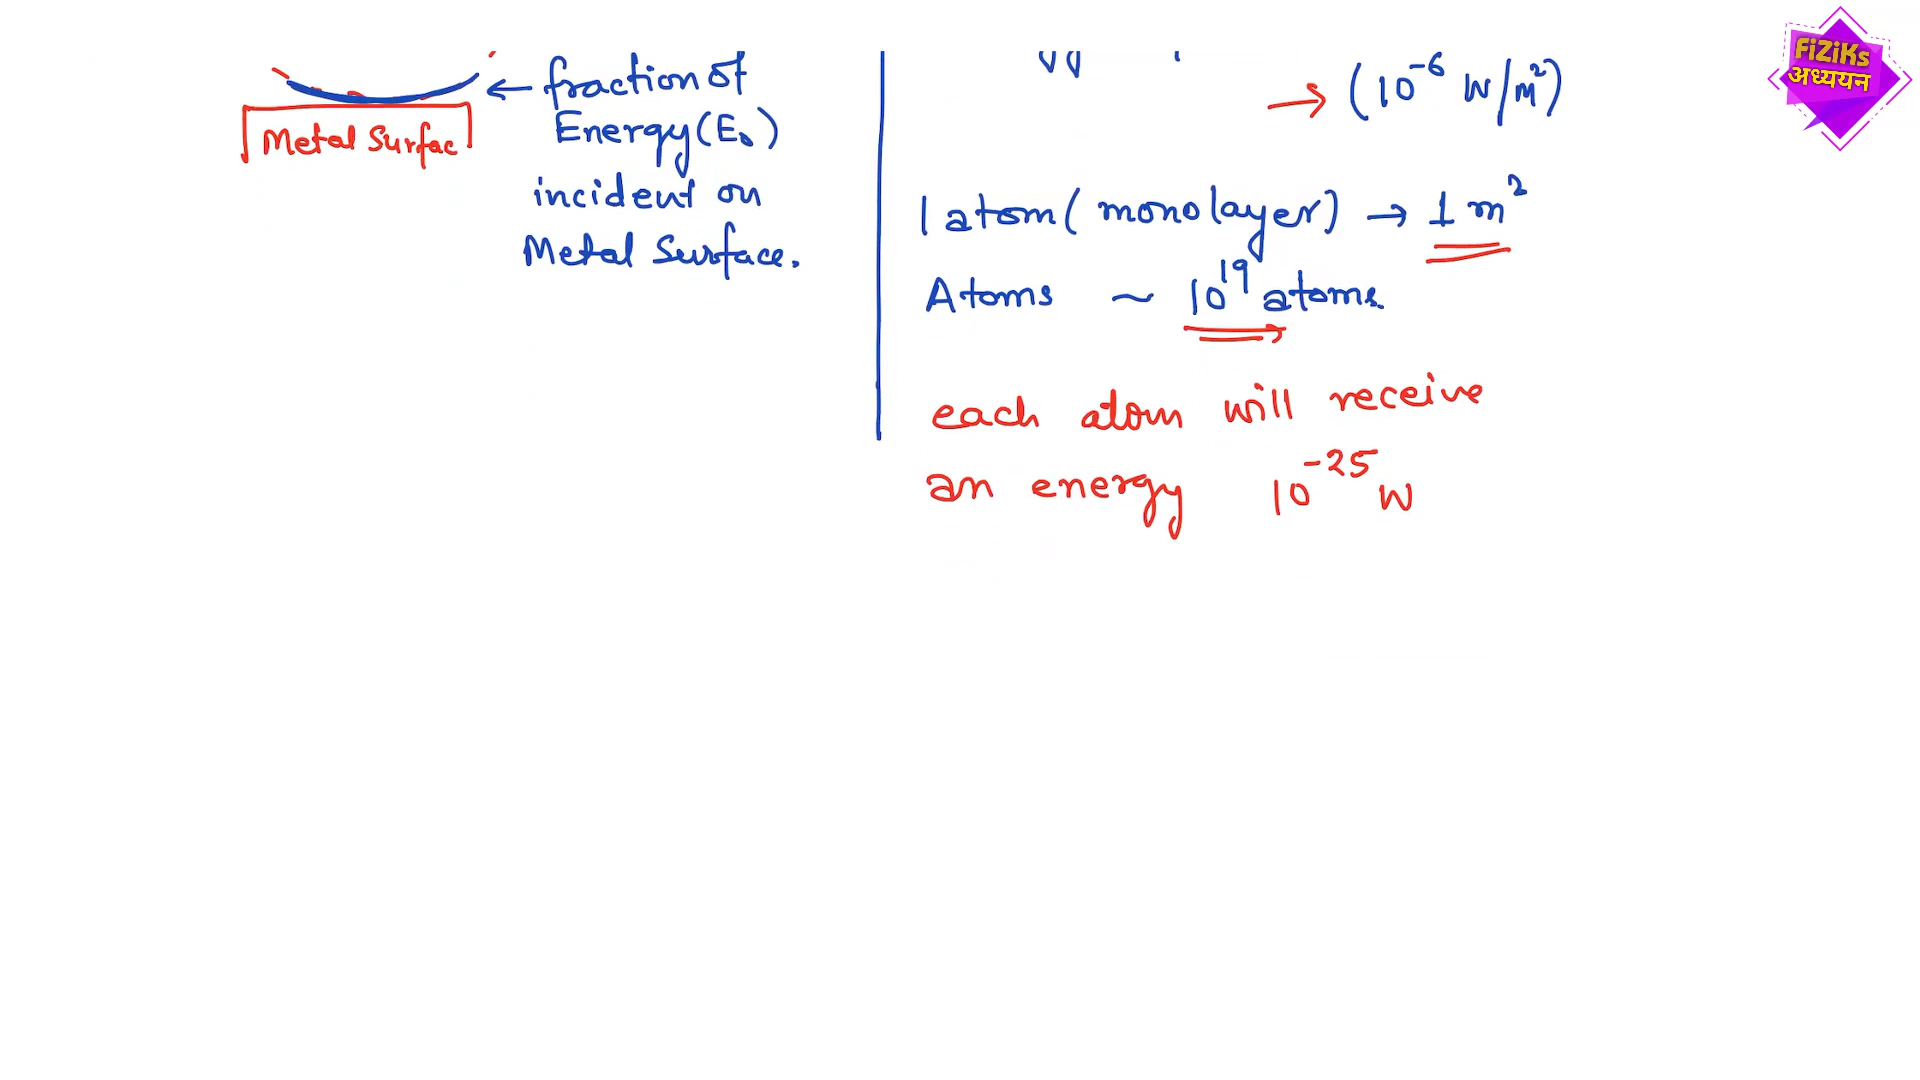 fraction of
Energy (E₀)
incident on
Metal Surface.
Metal Surfac
→ (10⁻⁶ W/m²)
1 atom (monolayer) → 1 m²
Atoms ~ 10¹⁹ atoms
each atom will receive
an energy 10⁻²⁵ W
FiZiKs
अध्ययन